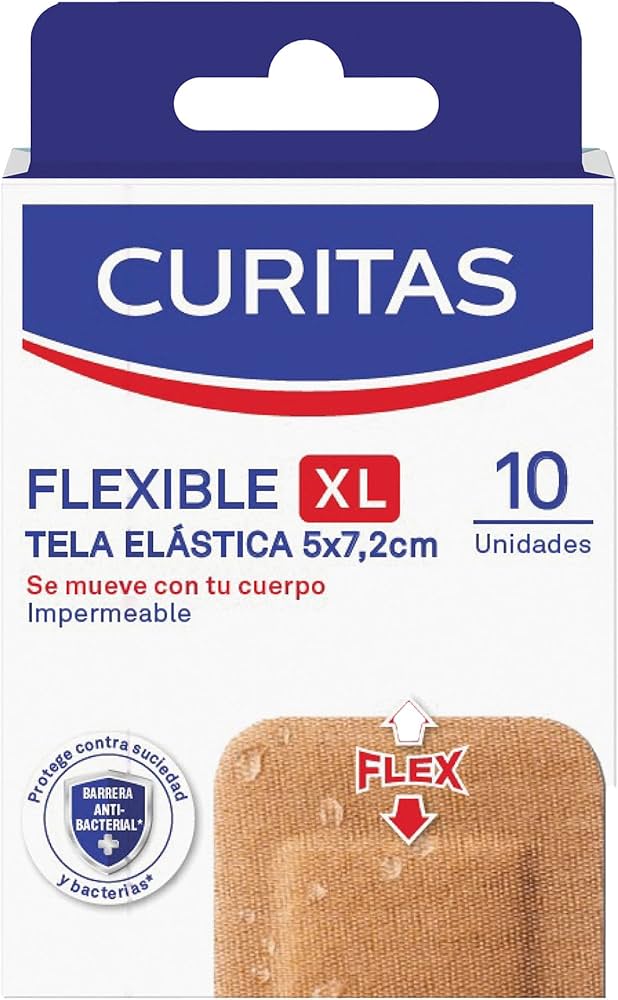 CURITAS
FLEXIBLE XL
10
Unidades
TELA ELÁSTICA 5x7,2cm
Se mueve con tu cuerpo
Impermeable
FLEX
Protege contra suciedad
BARRERA
ANTI-
BACTERIAL*
y bacterias*